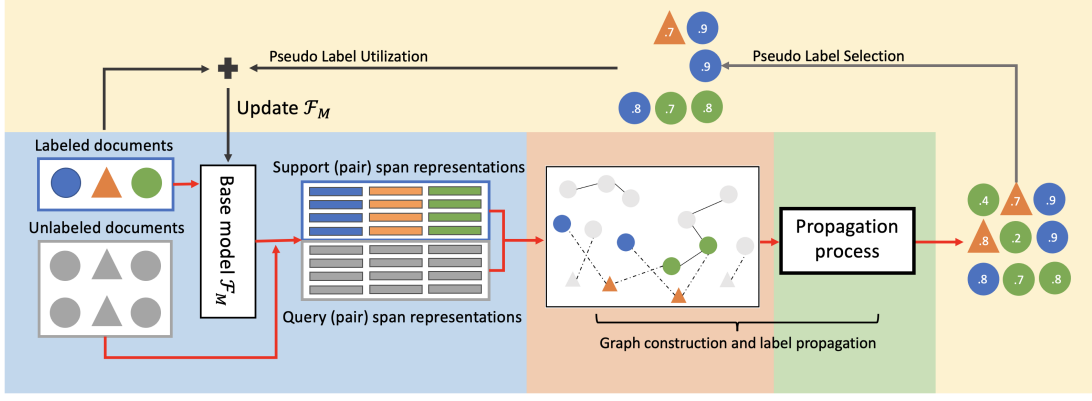 .7 .9
.9
.8 .7 .8
Pseudo Label Utilization
Pseudo Label Selection
Update ℱ_M
Labeled documents
Unlabeled documents
Base model ℱ_M
Support (pair) span representations
Query (pair) span representations
Propagation
process
Graph construction and label propagation
.4 .7 .9
.8 .2 .9
.8 .7 .8